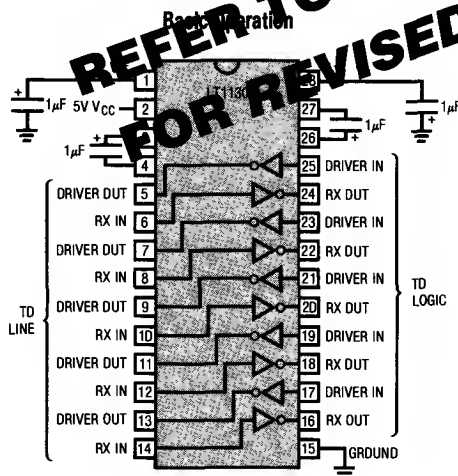 REFER TO
FOR REVISED
Basic Operation
LT1130
1
28
1µF
5V VCC
2
27
1µF
1µF
26
1µF
4
25 DRIVER IN
DRIVER OUT 5
24 RX OUT
RX IN 6
23 DRIVER IN
DRIVER OUT 7
22 RX OUT
RX IN 8
21 DRIVER IN
DRIVER OUT 9
20 RX OUT
RX IN 10
19 DRIVER IN
DRIVER OUT 11
18 RX OUT
RX IN 12
17 DRIVER IN
DRIVER OUT 13
16 RX OUT
RX IN 14
15 GROUND
TO
LINE
TO
LOGIC